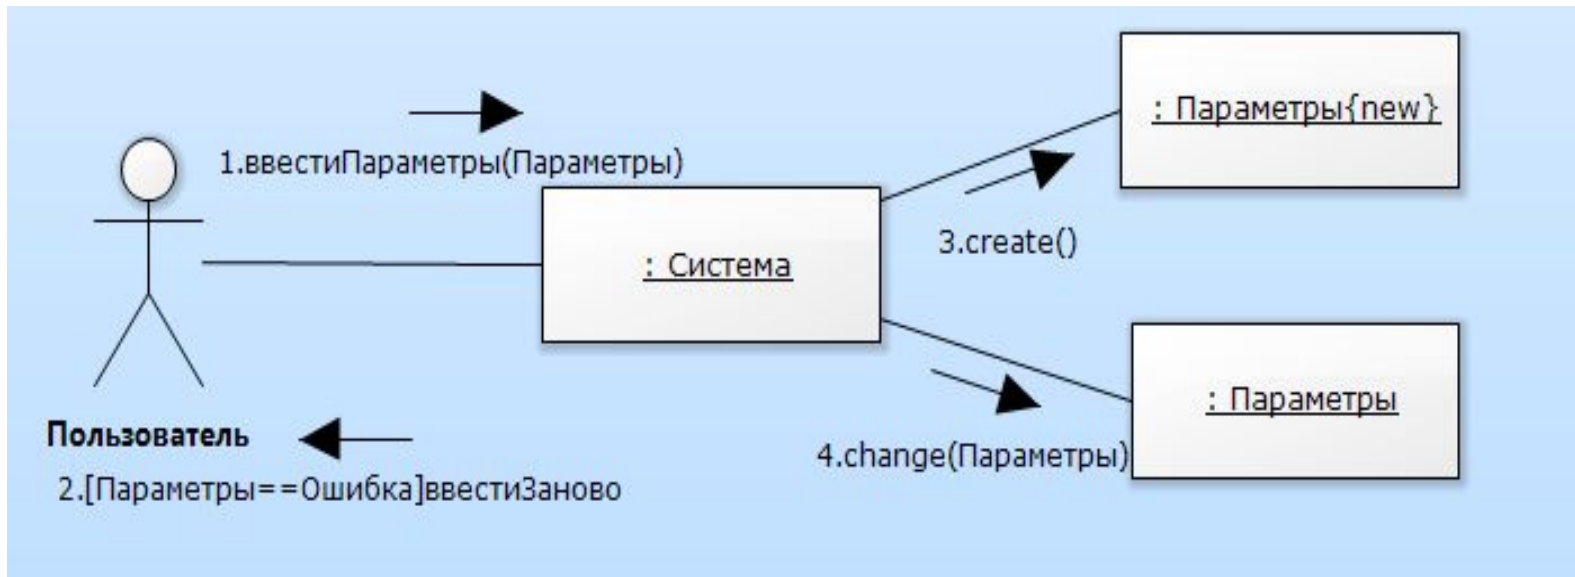 : Параметры{new}
1.ввестиПараметры(Параметры)
3.create()
: Система
: Параметры
Пользователь
4.change(Параметры)
2.[Параметры==Ошибка]ввестиЗаново